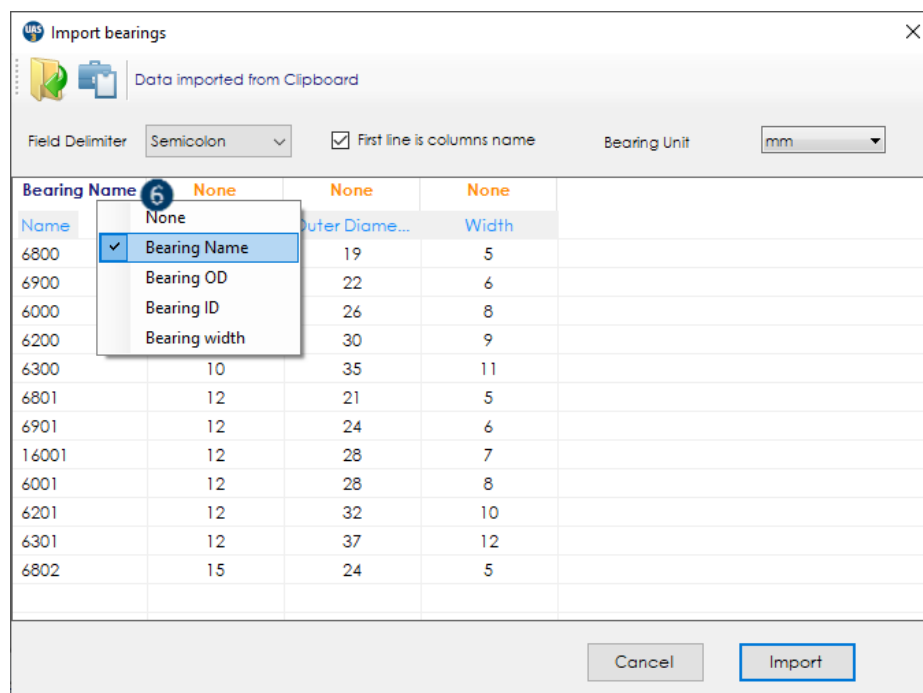 UAS 3 Import bearings
Data imported from Clipboard
Field Delimiter Semicolon First line is columns name Bearing Unit mm
Bearing Name 6 None None None
Name Diame... Width
None
Bearing Name
Bearing OD
Bearing ID
Bearing width
6800 19 5
6900 22 6
6000 26 8
6200 30 9
6300 10 35 11
6801 12 21 5
6901 12 24 6
16001 12 28 7
6001 12 28 8
6201 12 32 10
6301 12 37 12
6802 15 24 5
Cancel Import